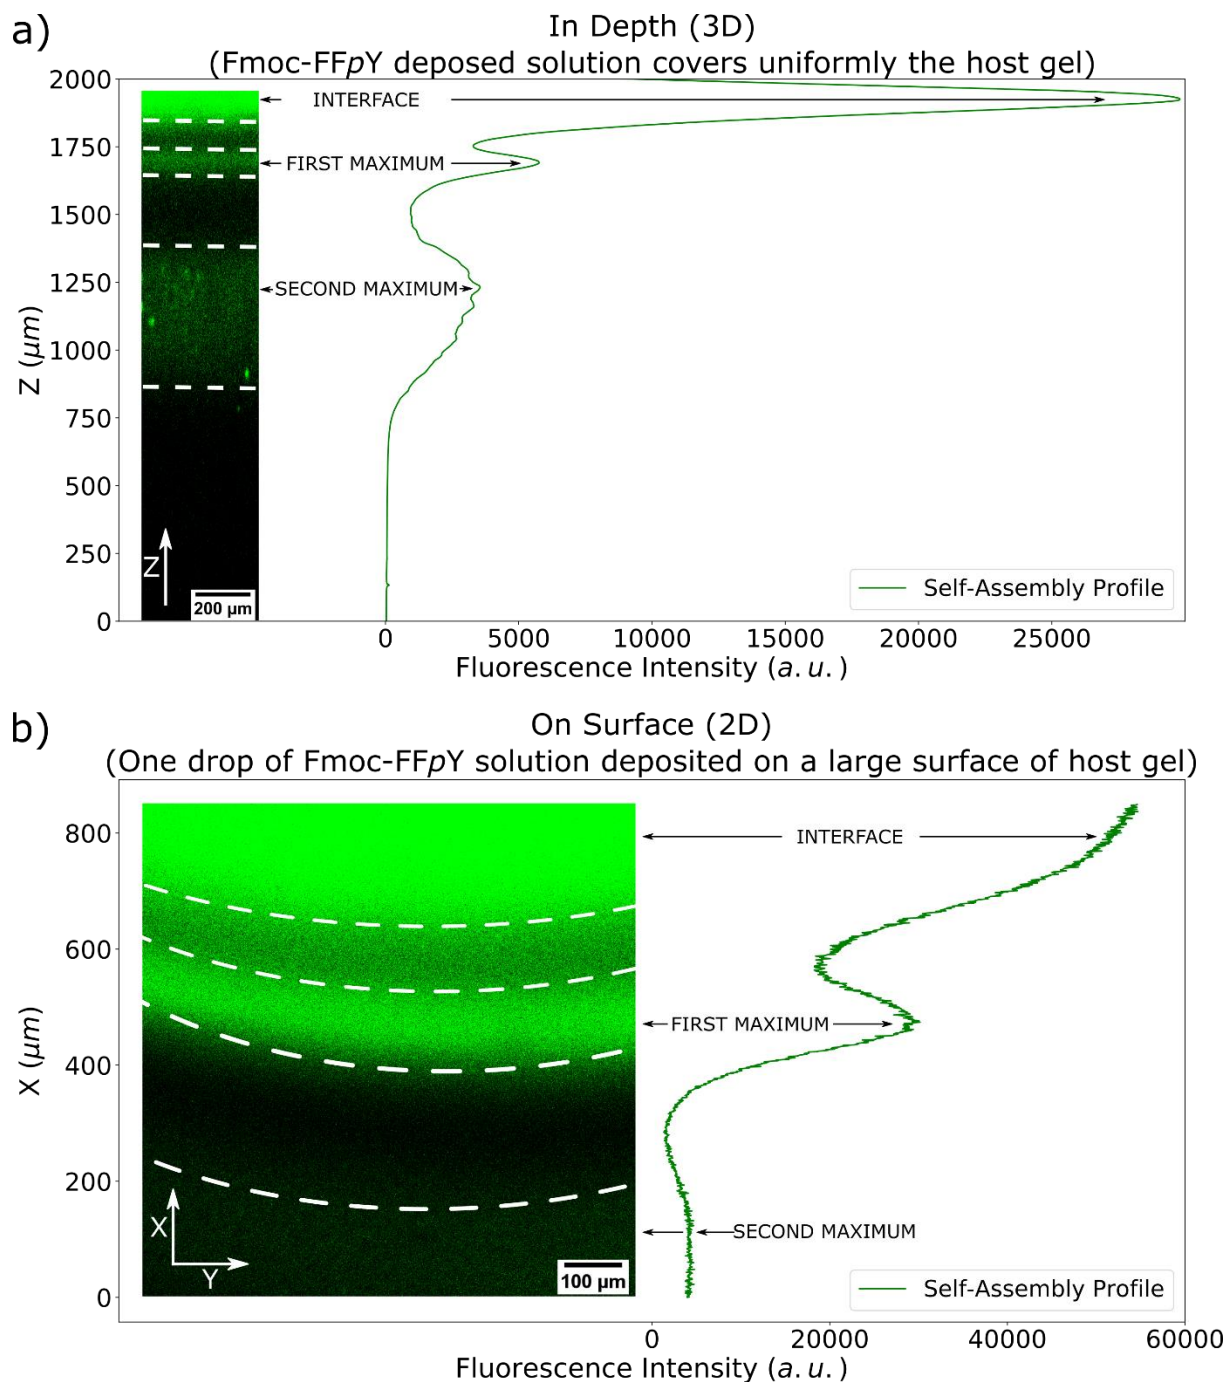 a)
In Depth (3D)
(Fmoc-FFpY deposed solution covers uniformly the host gel)
2000
1750
1500
1250
1000
750
500
250
0
Z (μm)
INTERFACE
FIRST MAXIMUM
SECOND MAXIMUM
Z
200 μm
Self-Assembly Profile
0 5000 10000 15000 20000 25000
Fluorescence Intensity (a. u.)
b)
On Surface (2D)
(One drop of Fmoc-FFpY solution deposited on a large surface of host gel)
800
600
400
200
0
X (μm)
INTERFACE
FIRST MAXIMUM
SECOND MAXIMUM
X
Y
100 μm
Self-Assembly Profile
0 20000 40000 60000
Fluorescence Intensity (a. u.)